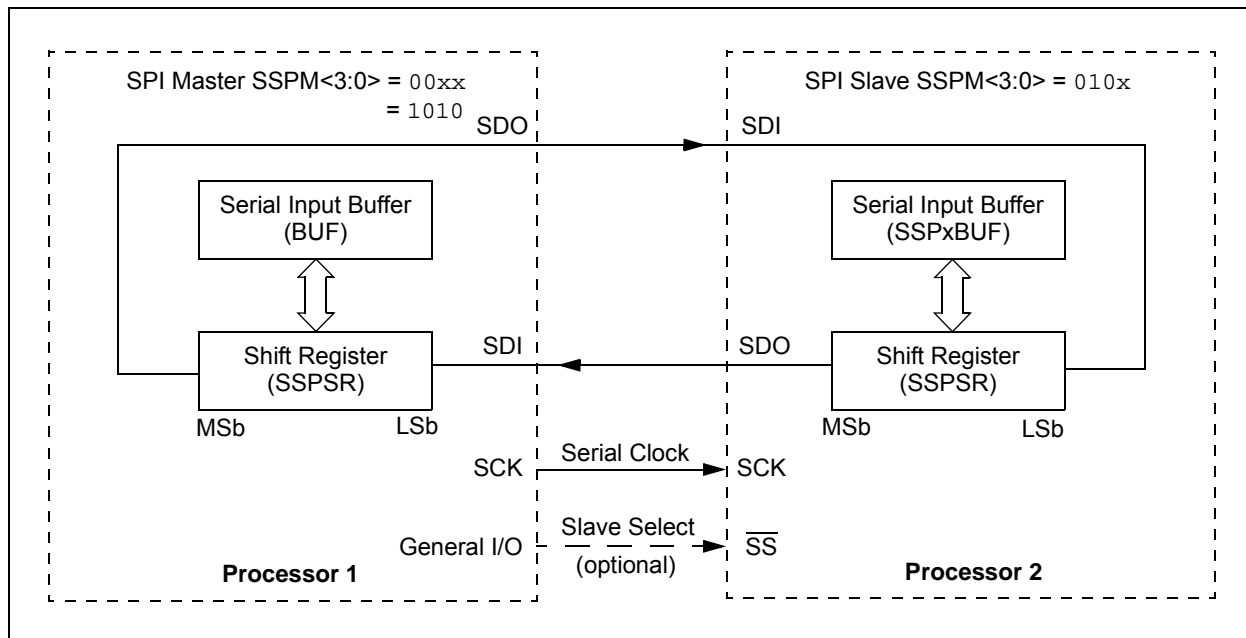 SPI Master SSPM<3:0> = 00xx
= 1010
SDO
Serial Input Buffer
(BUF)
Shift Register
(SSPSR)
MSb
LSb
SDI
SCK
General I/O
Processor 1
Serial Clock
Slave Select
(optional)
SPI Slave SSPM<3:0> = 010x
SDI
Serial Input Buffer
(SSPxBUF)
SDO
Shift Register
(SSPSR)
MSb
LSb
SCK
S̅S̅
Processor 2